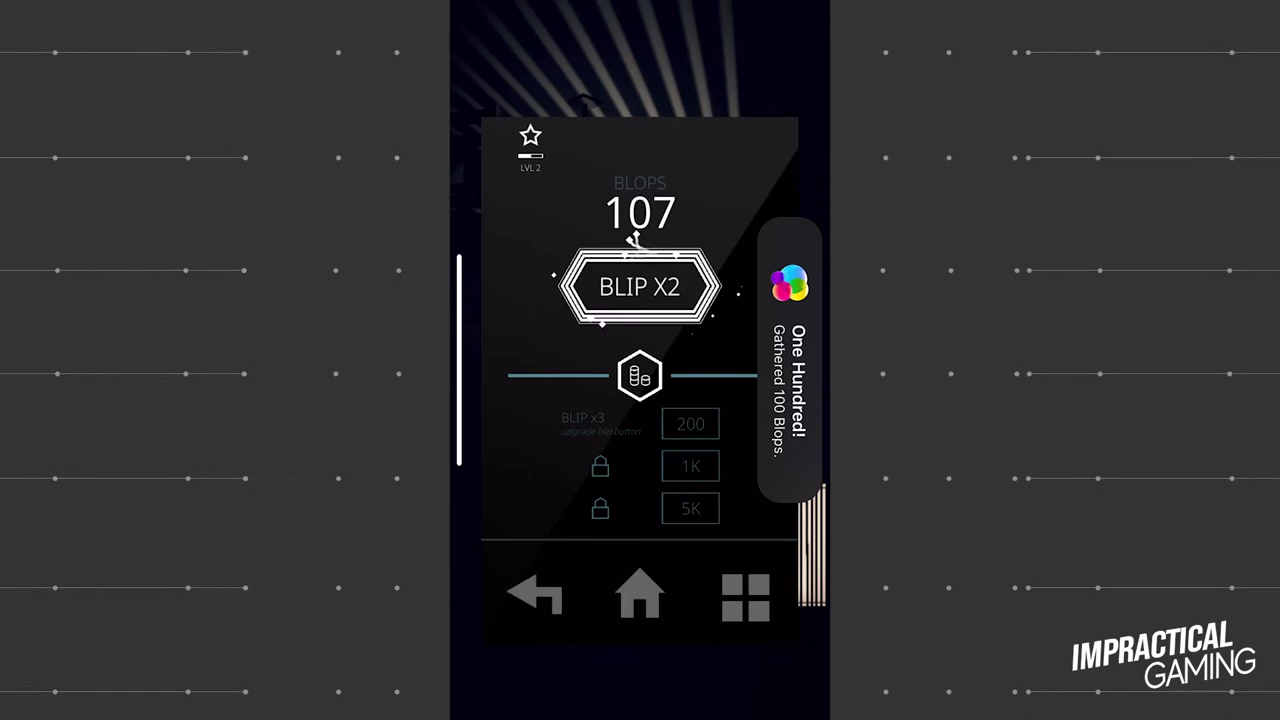 LVL 2
BLOPS
107
BLIP X2
One Hundred!
Gathered 100 Blops.
BLIP x3
200
upgrade blip button
1K
5K
IMPRACTICAL
GAMING